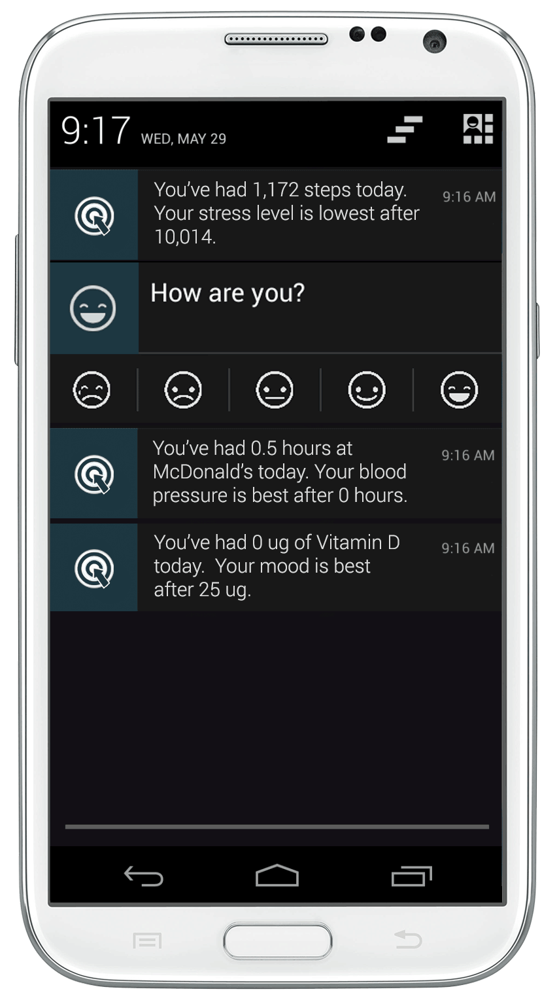 9:17 WED, MAY 29
You’ve had 1,172 steps today. 9:16 AM
Your stress level is lowest after
10,014.
How are you?
You’ve had 0.5 hours at 9:16 AM
McDonald’s today. Your blood
pressure is best after 0 hours.
You’ve had 0 ug of Vitamin D 9:16 AM
today.  Your mood is best
after 25 ug.